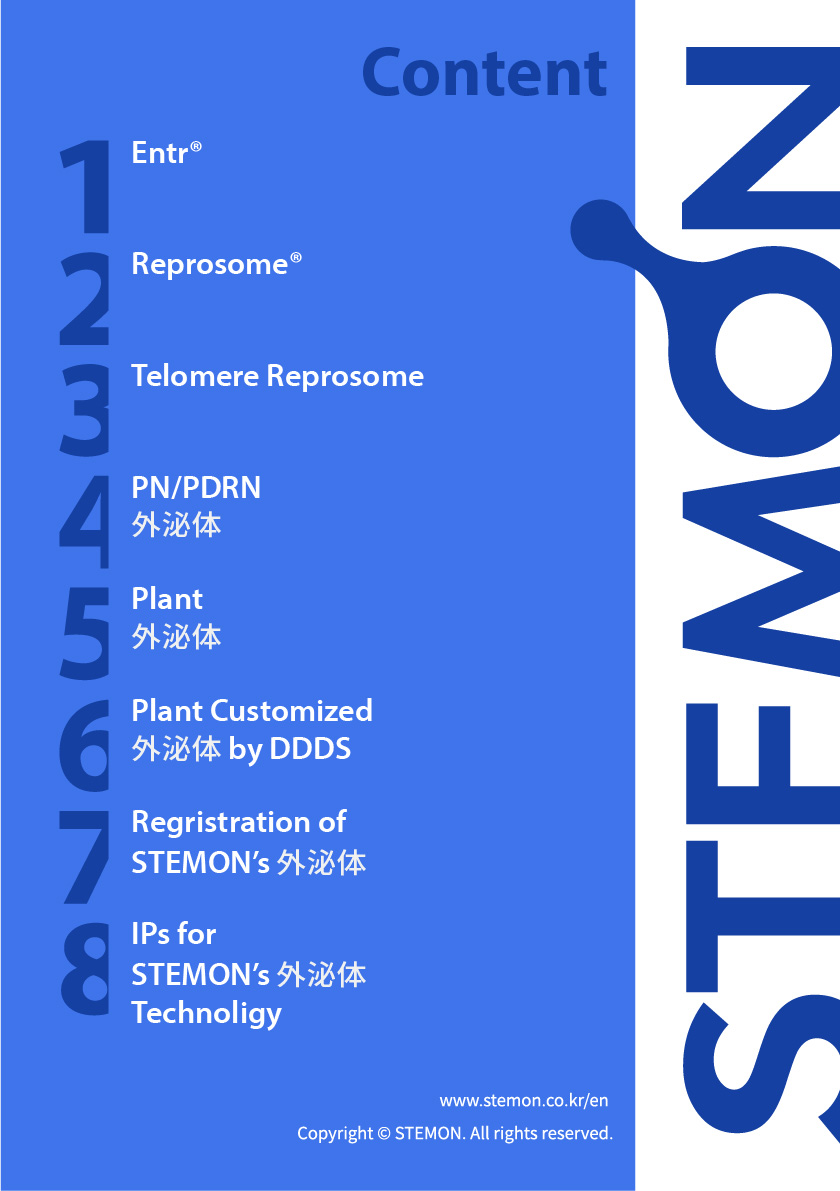 Content
1
Entr®
2
Reprosome®
3
Telomere Reprosome
4
PN/PDRN
外泌体
5
Plant
外泌体
6
Plant Customized
外泌体 by DDDS
7
Regristration of
STEMON’s 外泌体
8
IPs for
STEMON’s 外泌体
Technoligy
www.stemon.co.kr/en
Copyright © STEMON. All rights reserved.
STEMON